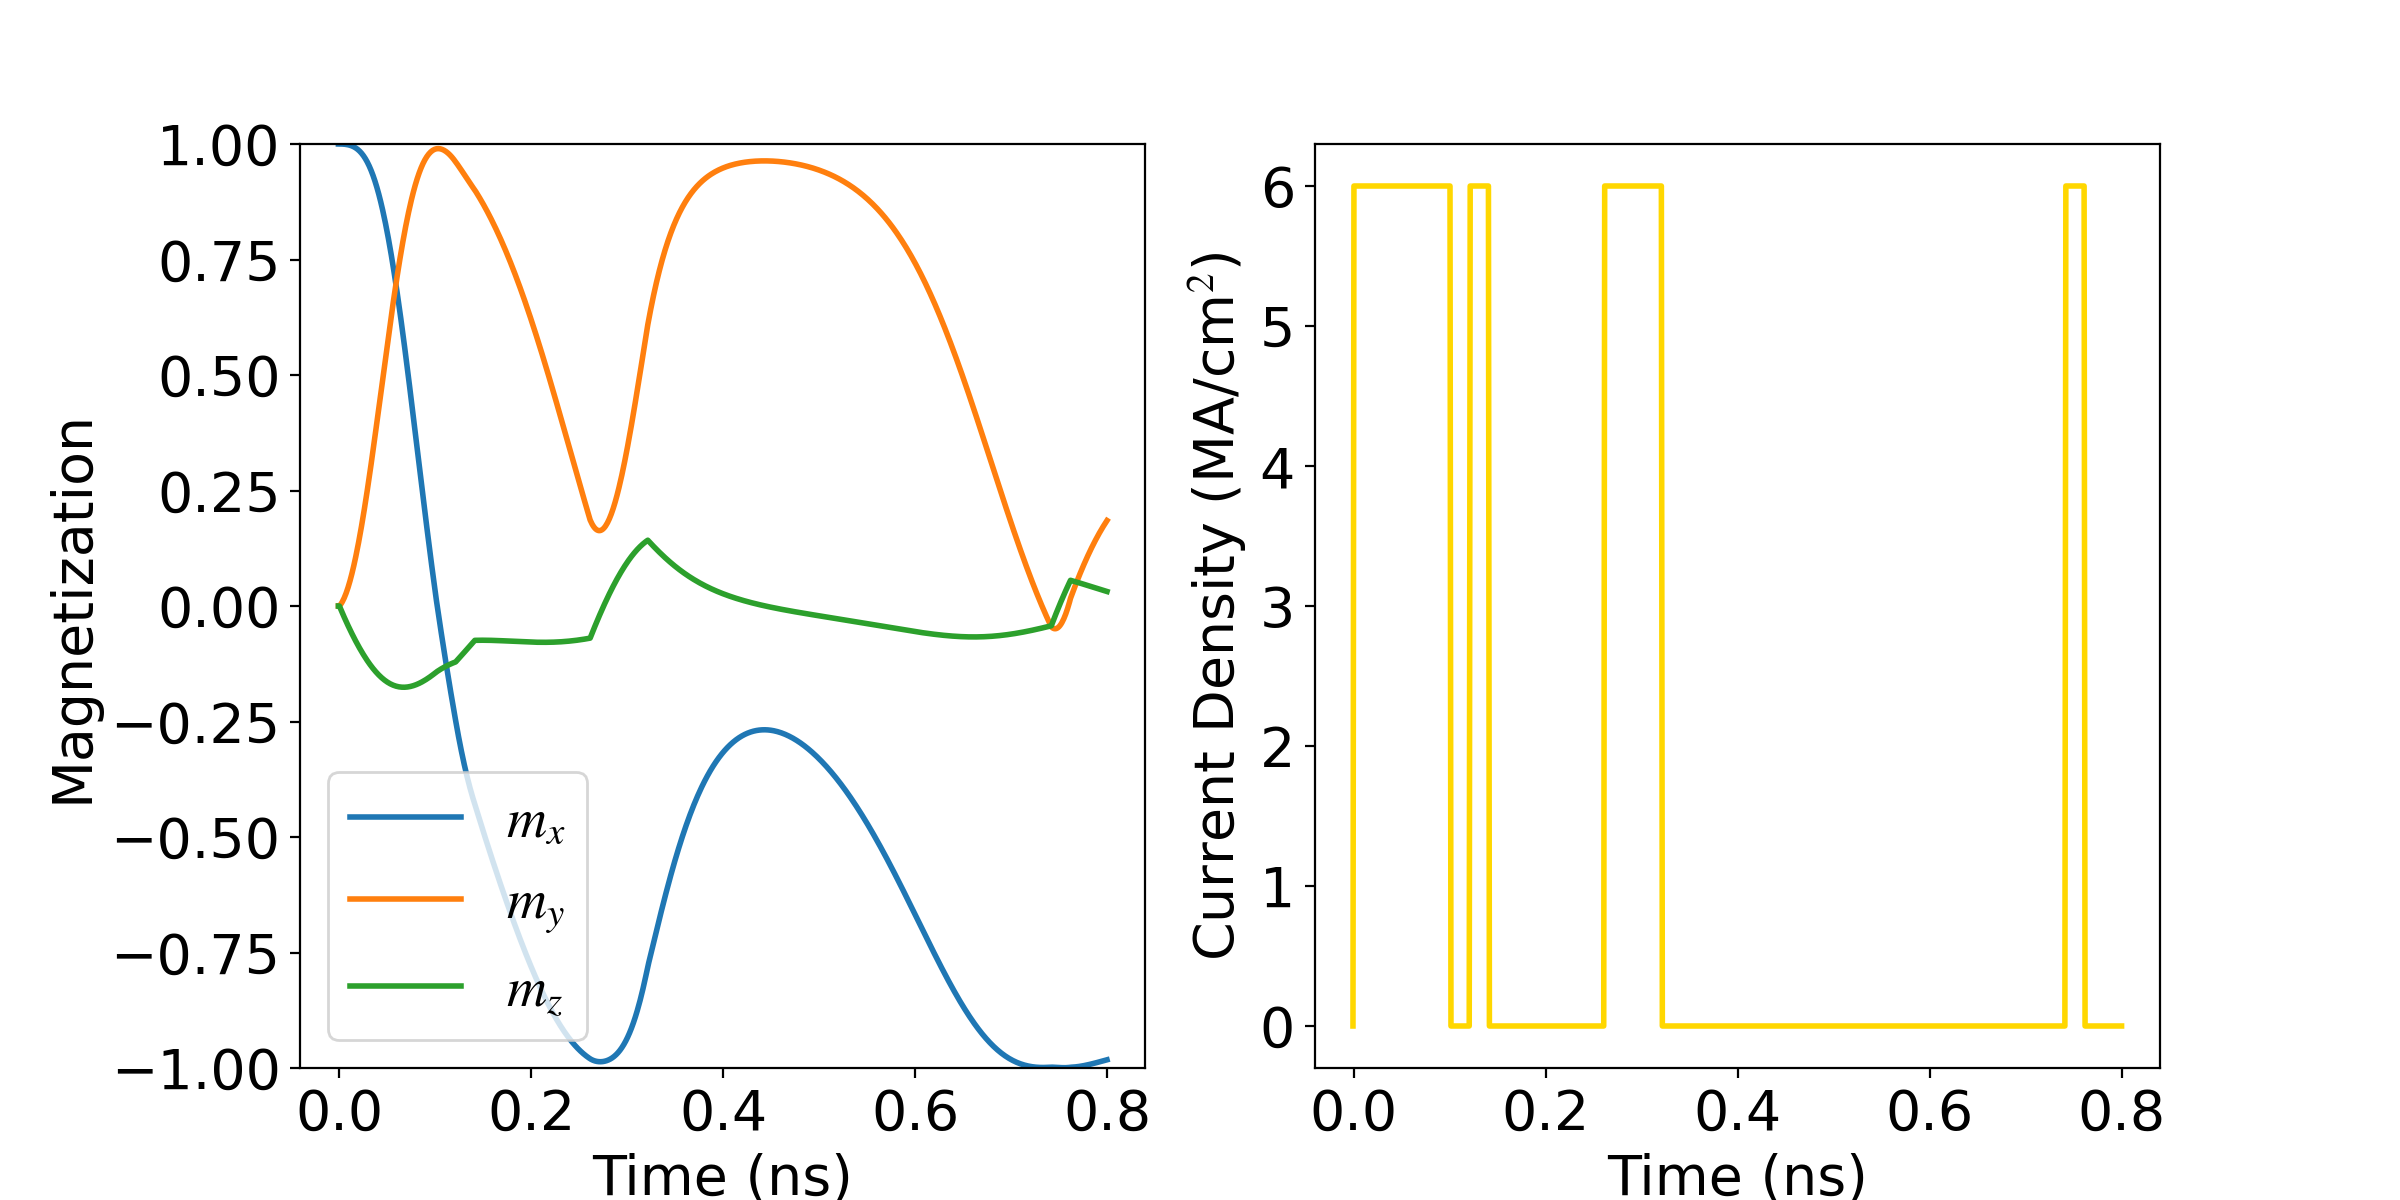 1.00
0.75
0.50
0.25
0.00
−0.25
−0.50
−0.75
−1.00
Magnetization
m_x
m_y
m_z
0.0 0.2 0.4 0.6 0.8
Time (ns)
6
5
4
3
2
1
0
Current Density (MA/cm²)
0.0 0.2 0.4 0.6 0.8
Time (ns)